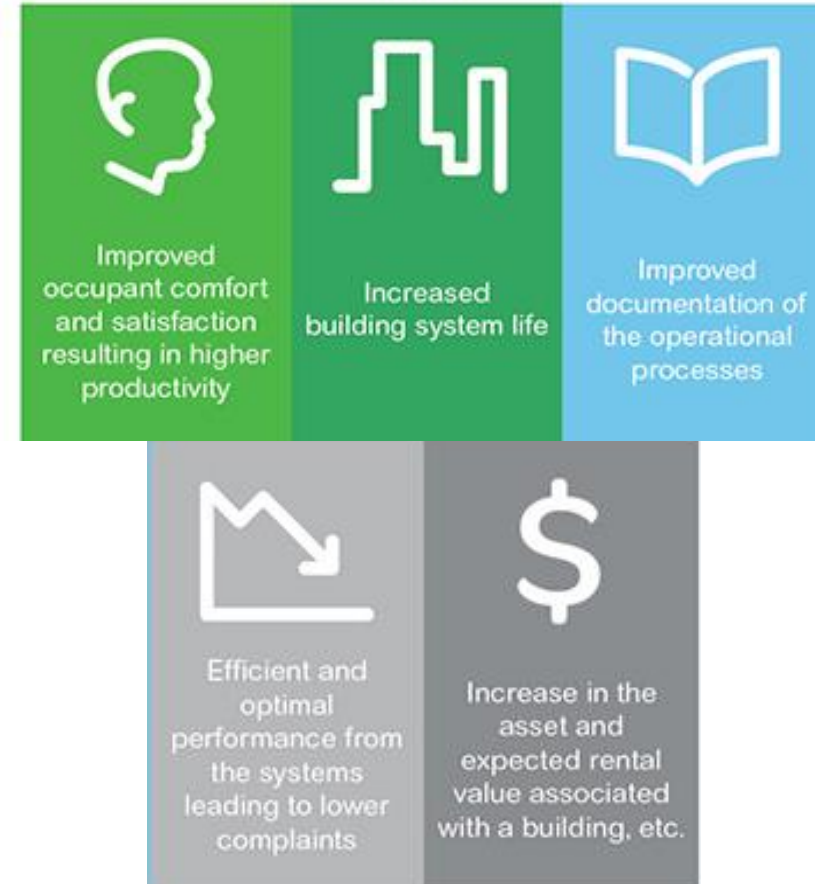 Improved
occupant comfort
and satisfaction
resulting in higher
productivity
Increased
building system life
Improved
documentation of
the operational
processes
Efficient and
optimal
performance from
the systems
leading to lower
complaints
$
Increase in the
asset and
expected rental
value associated
with a building, etc.